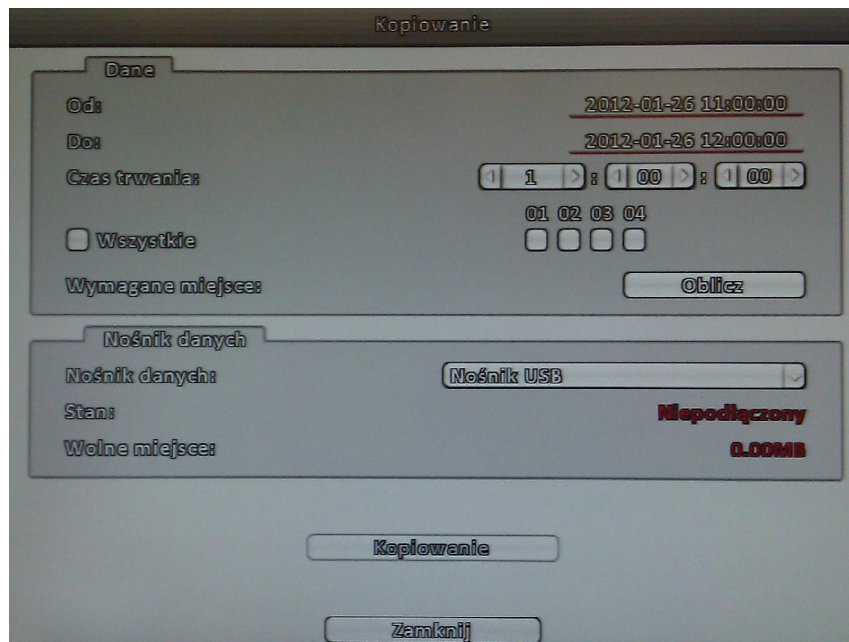 Kopiowanie
Dane
Od: 2012-01-26 11:00:00
Do: 2012-01-26 12:00:00
Czas trwania: 1 : 00 : 00
01 02 03 04
Wszystkie
Wymagane miejsce: Oblicz
Nośnik danych
Nośnik danych: Nośnik USB
Stan: Niepodłączony
Wolne miejsce: 0.00MB
Kopiowanie
Zamknij